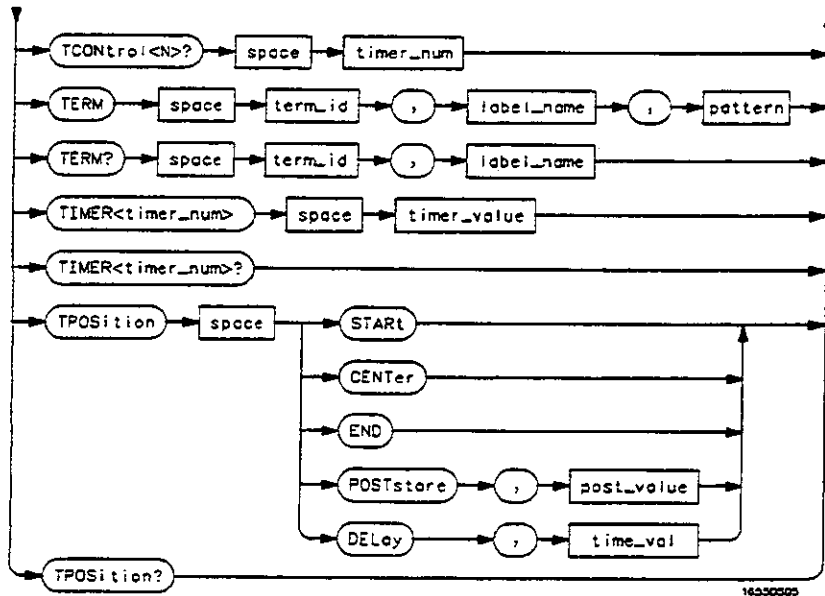 TCONtrol<N>? space timer_num
TERM space term_id , label_name , pattern
TERM? space term_id , label_name
TIMER<timer_num> space timer_value
TIMER<timer_num>?
TPOSition space STARt
CENTer
END
POSTstore , post_value
DELay , time_val
TPOSition?
16550S05